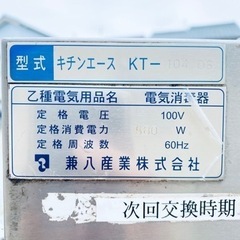 型式 キチンエース KT-
乙種電気用品名 電気消毒器
定格電圧 100V
定格消費電力 W
定格周波数 60Hz
兼八産業株式会社
次回交換時期